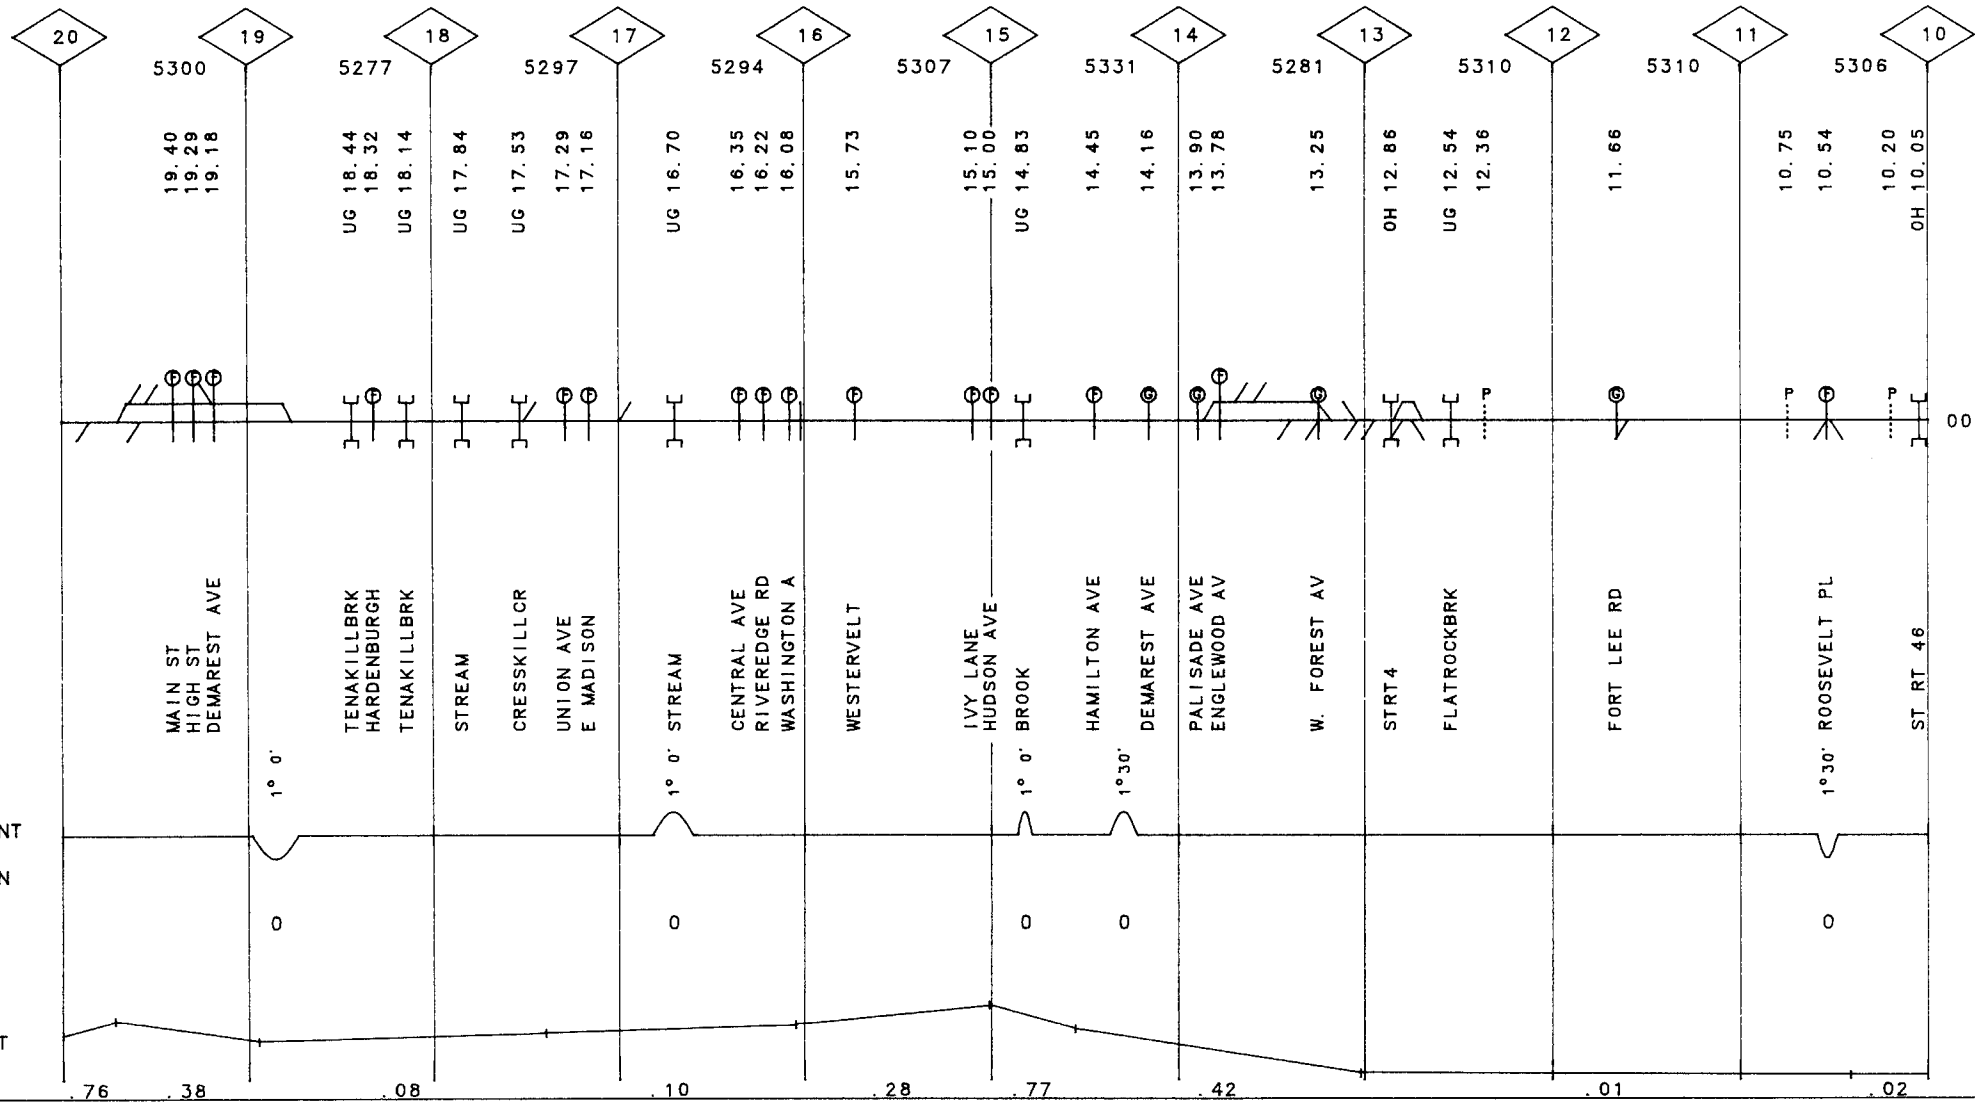 20 19 18 17 16 15 14 13 12 11 10
5300 5277 5297 5294 5307 5331 5281 5310 5310 5306
19.40
19.29
19.18
UG 18.44
18.32
UG 18.14
UG 17.84
UG 17.53
17.29
17.16
UG 16.70
16.35
16.22
16.08
15.73
15.10
15.00
UG 14.83
14.45
14.16
13.90
13.78
13.25
OH 12.86
UG 12.54
12.36
11.66
10.75
10.54
10.20
OH 10.05
F F F F F F F F F F F F F G G F G P G P F P
00
MAIN ST
HIGH ST
DEMAREST AVE
1° 0'
TENAKILLBRK
HARDENBURGH
TENAKILLBRK
STREAM
CRESSKILLCR
UNION AVE
E MADISON
1° 0' STREAM
CENTRAL AVE
RIVEREDGE RD
WASHINGTON A
WESTERVELT
IVY LANE
HUDSON AVE
1° 0' BROOK
HAMILTON AVE
1°30'
DEMAREST AVE
PALISADE AVE
ENGLEWOOD AV
W. FOREST AV
STRT4
FLATROCKBRK
FORT LEE RD
1°30' ROOSEVELT PL
ST RT 46
NT
N
0 0 0 0 0
T
.76 .38 .08 .10 .28 .77 .42 .01 .02